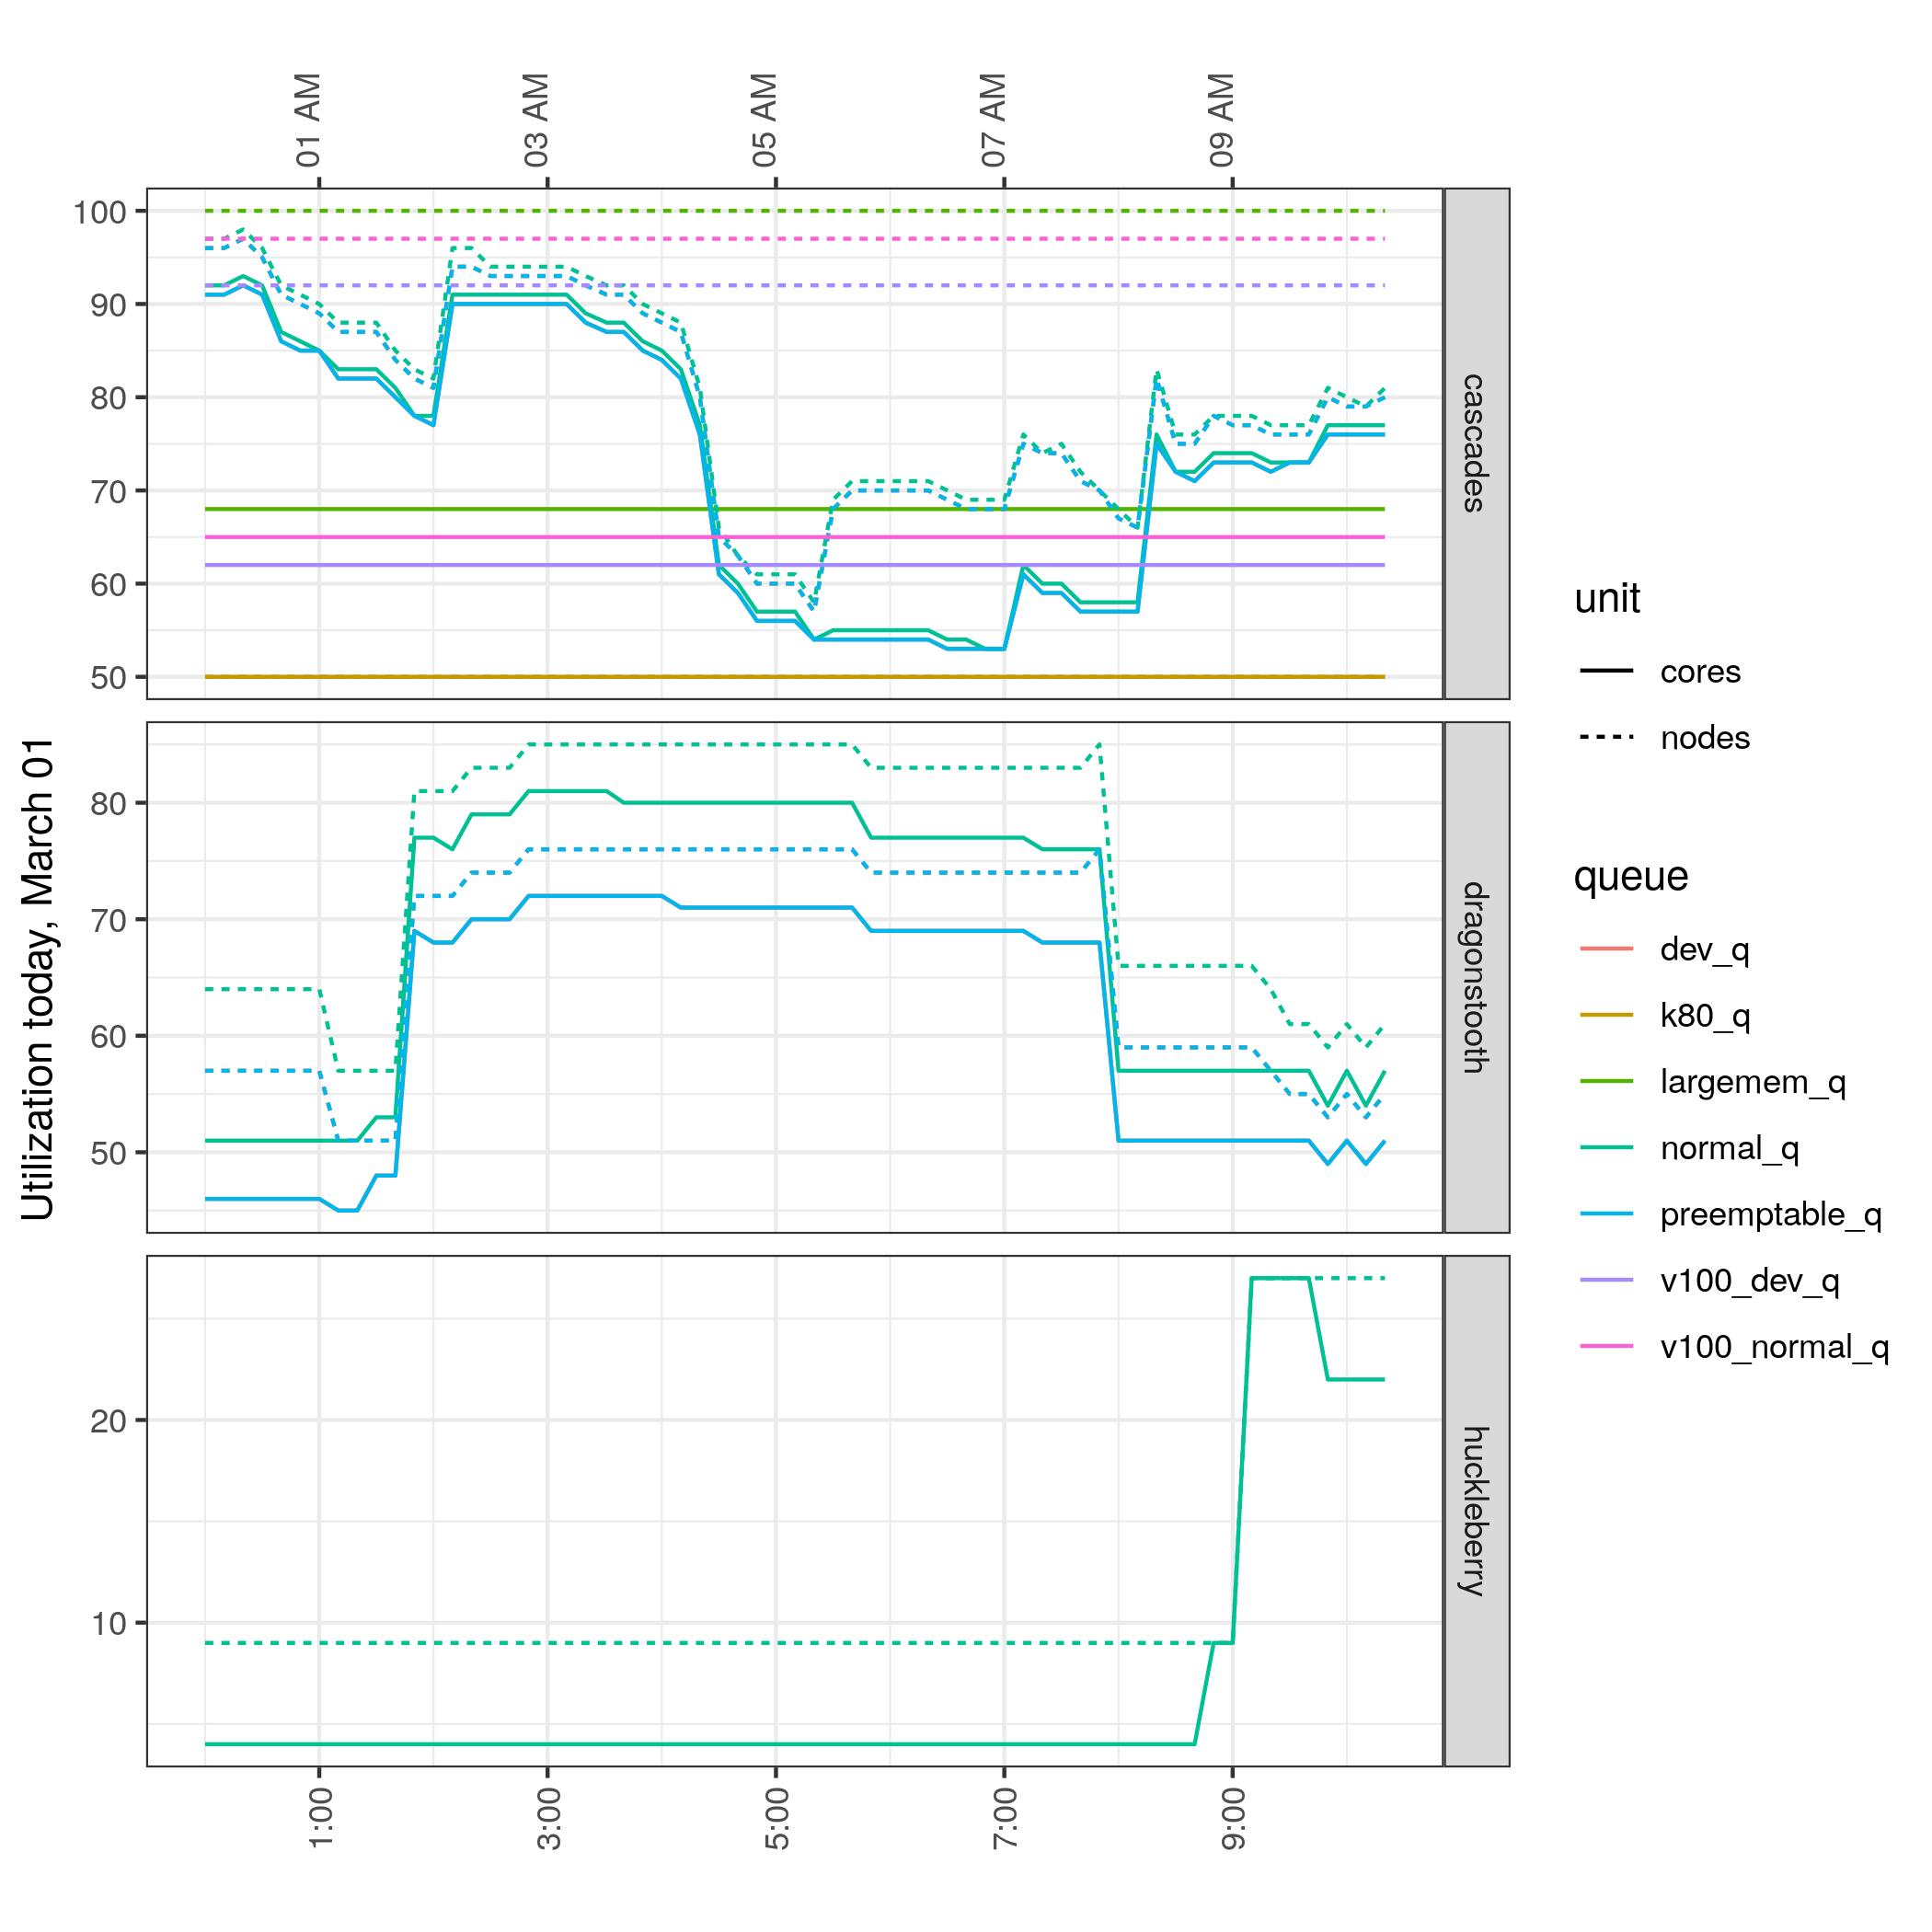 01 AM
03 AM
05 AM
07 AM
09 AM
100
90
80
70
60
50
cascades
Utilization today, March 01
80
70
60
50
dragonstooth
20
10
huckleberry
1:00
3:00
5:00
7:00
9:00
unit
cores
nodes
queue
dev_q
k80_q
largemem_q
normal_q
preemptable_q
v100_dev_q
v100_normal_q